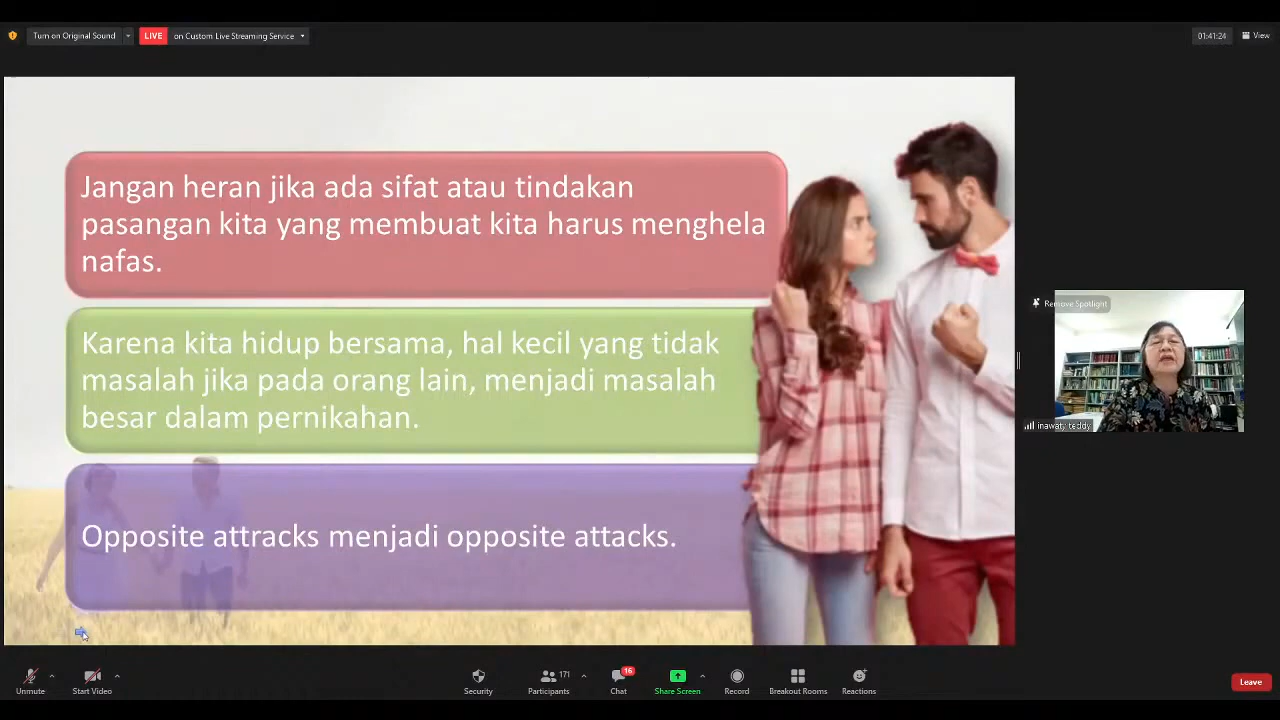 Turn on Original Sound
LIVE on Custom Live Streaming Service
01:41:24
View
Jangan heran jika ada sifat atau tindakan
pasangan kita yang membuat kita harus menghela
nafas.
Karena kita hidup bersama, hal kecil yang tidak
masalah jika pada orang lain, menjadi masalah
besar dalam pernikahan.
Opposite attracks menjadi opposite attacks.
Remove Spotlight
inawaty teddy
Unmute
Start Video
Security
171
Participants
16
Chat
Share Screen
Record
Breakout Rooms
Reactions
Leave